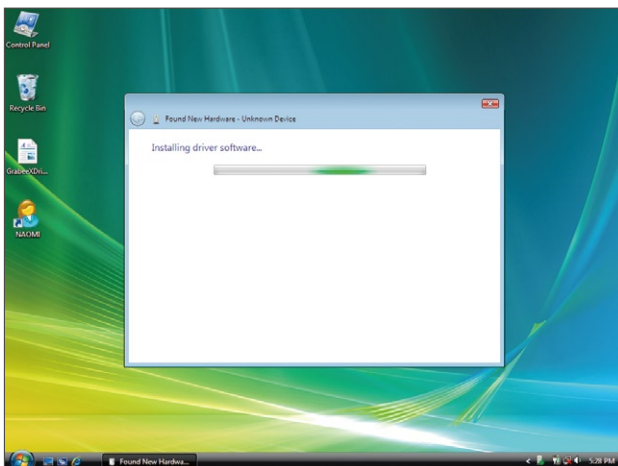 Control Panel
Recycle Bin
GrabeeXDri...
NAOMI
Found New Hardware - Unknown Device
Installing driver software...
Found New Hardwa...
5:28 PM